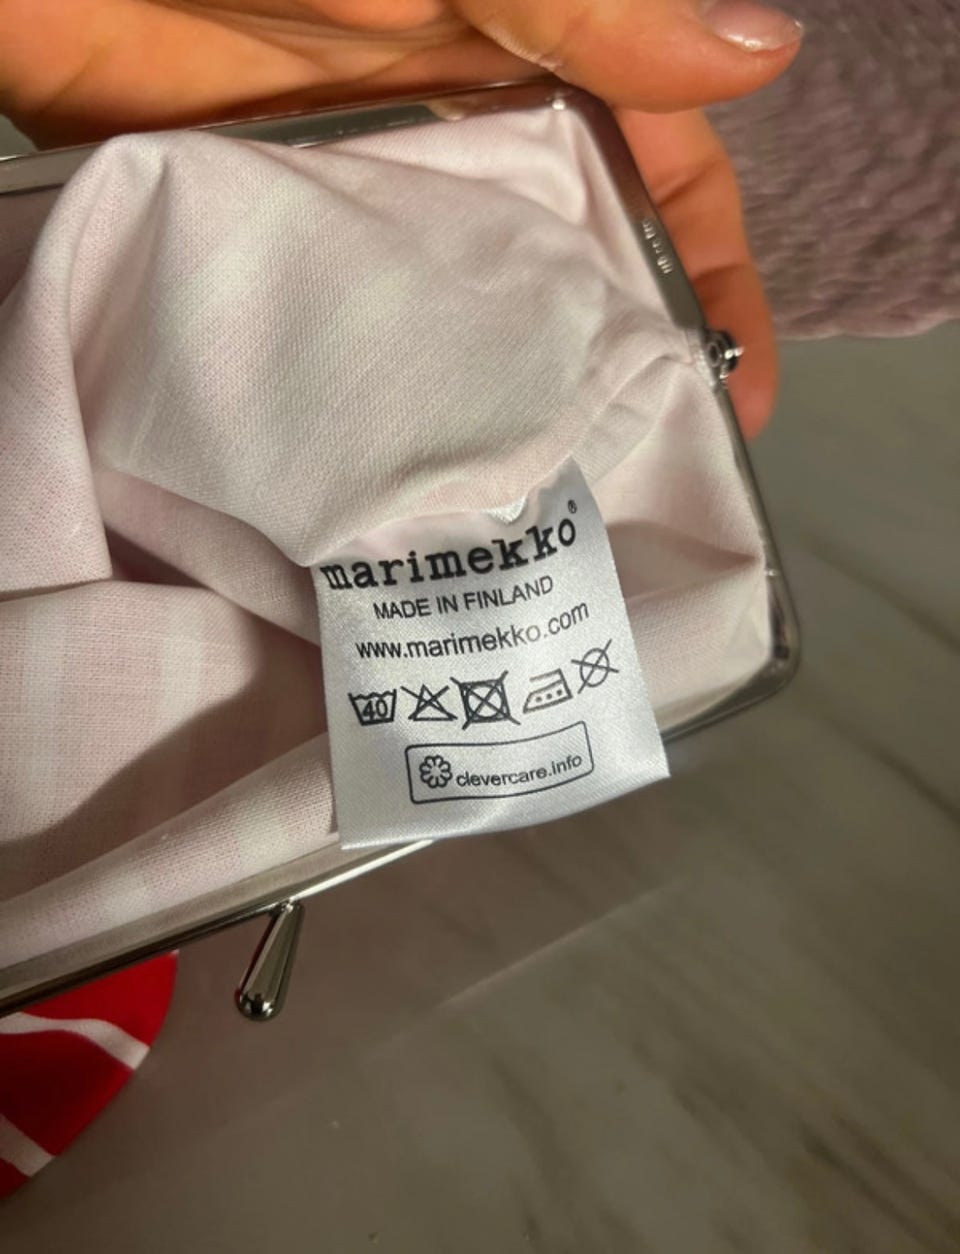 marimekko®
MADE IN FINLAND
www.marimekko.com
40
clevercare.info